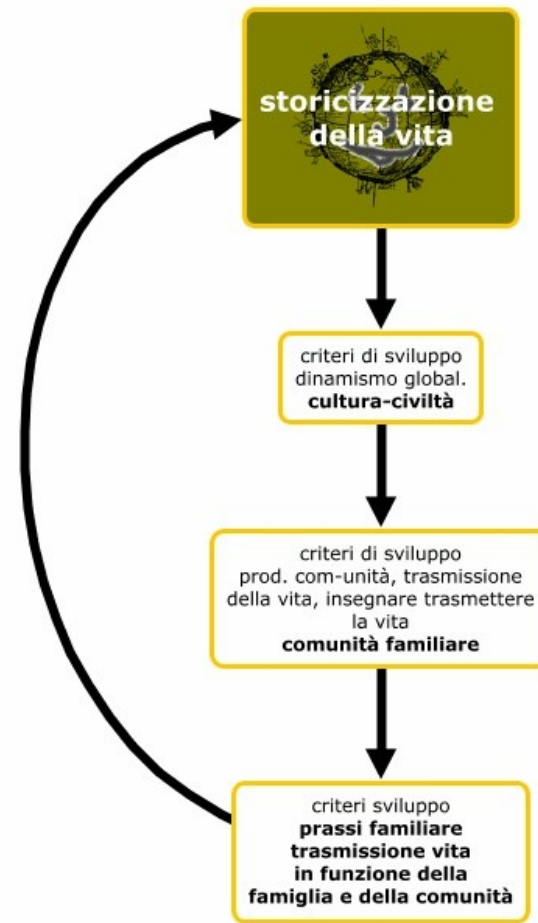 storicizzazione
della vita
criteri di sviluppo
dinamismo global.
cultura-civiltà
criteri di sviluppo
prod. com-unità, trasmissione
della vita, insegnare trasmettere
la vita
comunità familiare
criteri sviluppo
prassi familiare
trasmissione vita
in funzione della
famiglia e della comunità